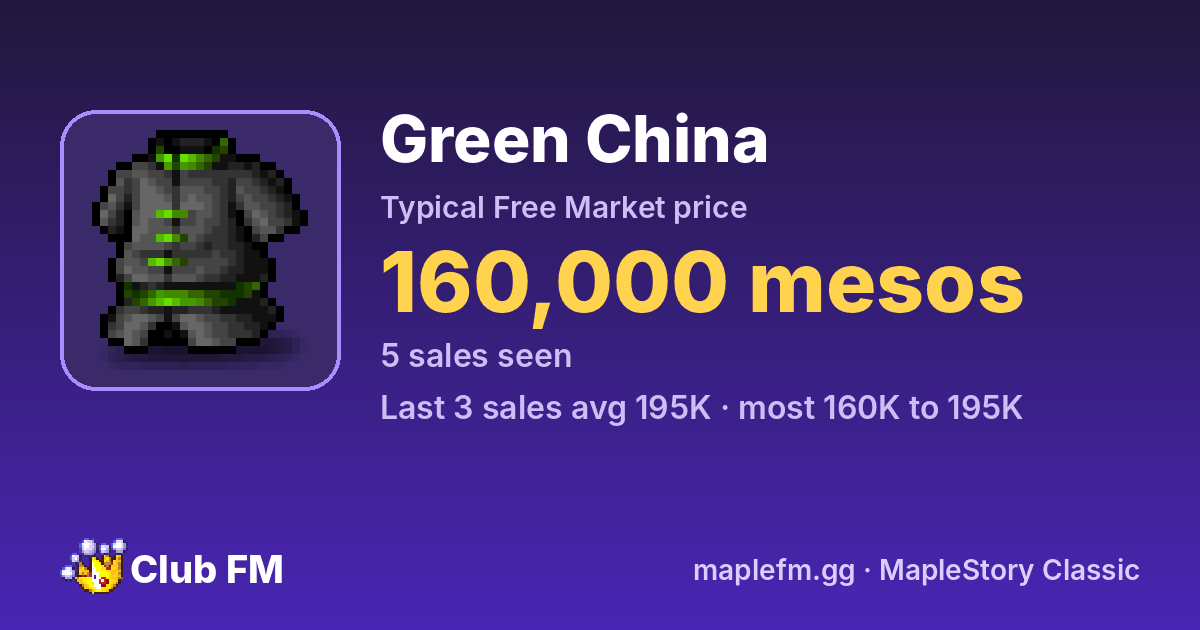 Green China
Typical Free Market price
160,000 mesos
5 sales seen
Last 3 sales avg 195K · most 160K to 195K
Club FM
maplefm.gg · MapleStory Classic